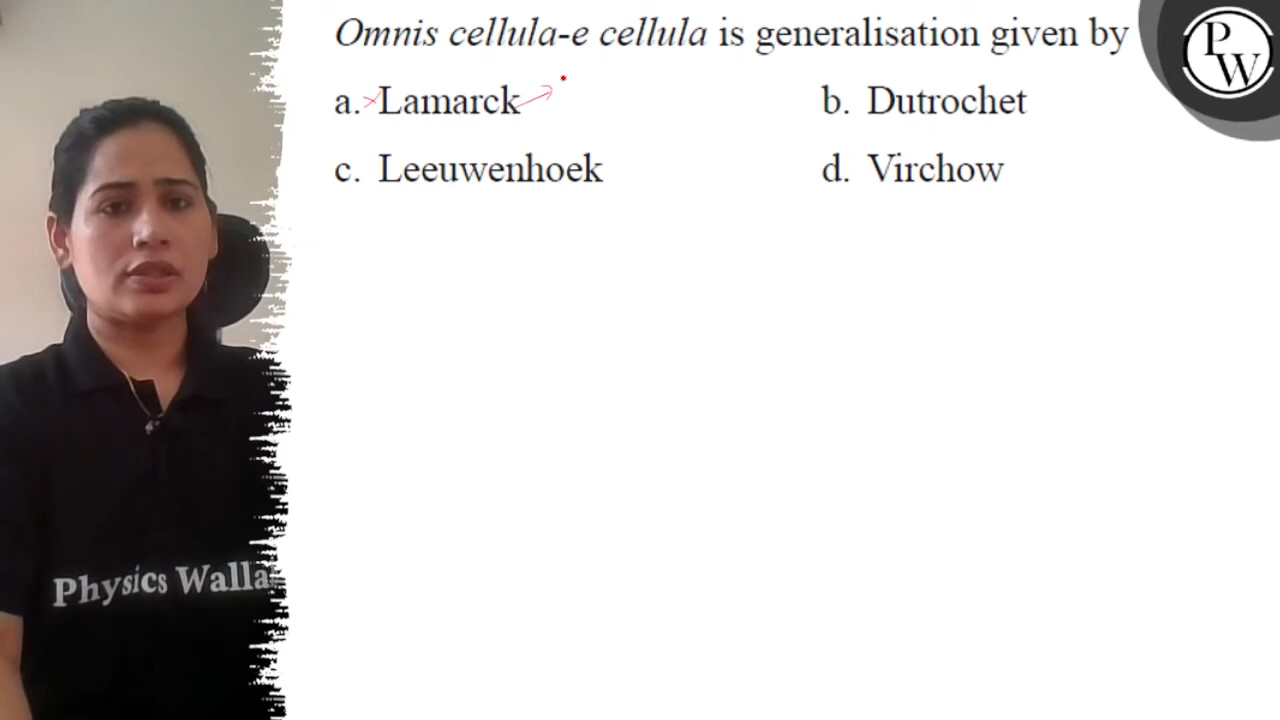 Omnis cellula-e cellula is generalisation given by
a. Lamarck
b. Dutrochet
c. Leeuwenhoek
d. Virchow
PW
Physics Walla